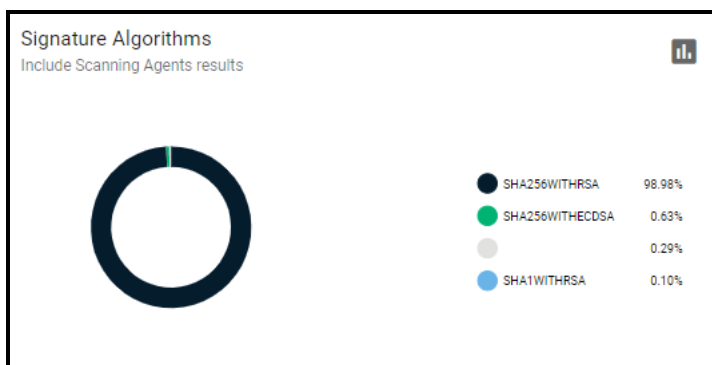 Signature Algorithms
Include Scanning Agents results
SHA256WITHRSA 98.98%
SHA256WITHECDSA 0.63%
0.29%
SHA1WITHRSA 0.10%